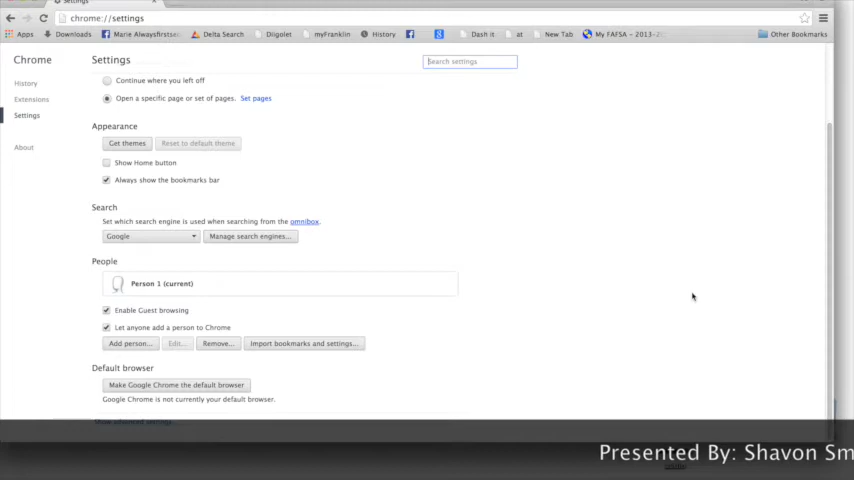 Settings
chrome://settings
Apps Downloads Marie Alwaysfirstse Delta Search Diigolet myFranklin History Dash it at New Tab My FAFSA – 2013-2 Other Bookmarks
Chrome
Settings
Search settings
History
Extensions
Settings
About
Continue where you left off
Open a specific page or set of pages. Set pages
Appearance
Get themes Reset to default theme
Show Home button
Always show the bookmarks bar
Search
Set which search engine is used when searching from the omnibox.
Google Manage search engines...
People
Person 1 (current)
Enable Guest browsing
Let anyone add a person to Chrome
Add person... Edit... Remove... Import bookmarks and settings...
Default browser
Make Google Chrome the default browser
Google Chrome is not currently your default browser.
Show advanced settings...
Presented By: Shavon Sm